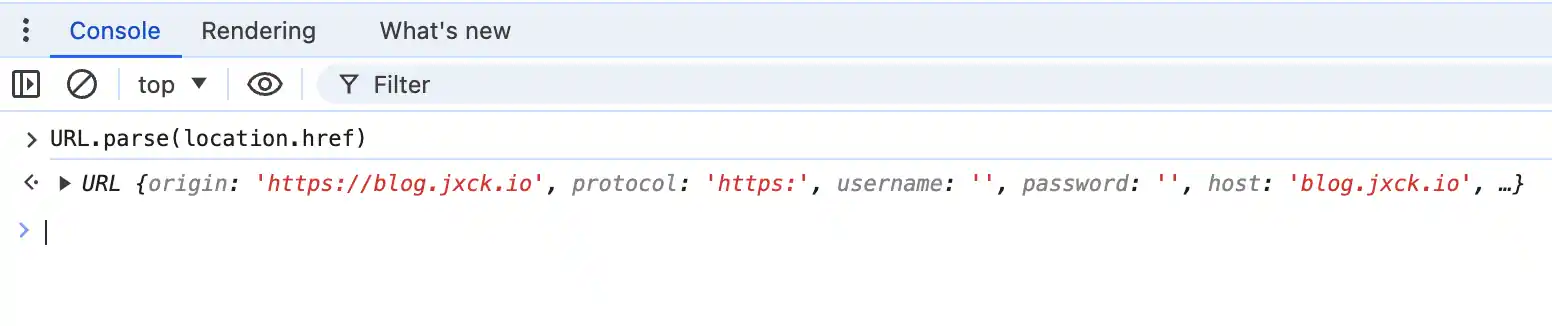 Console Rendering What's new
top Filter
URL.parse(location.href)
URL {origin: 'https://blog.jxck.io', protocol: 'https:', username: '', password: '', host: 'blog.jxck.io', …}